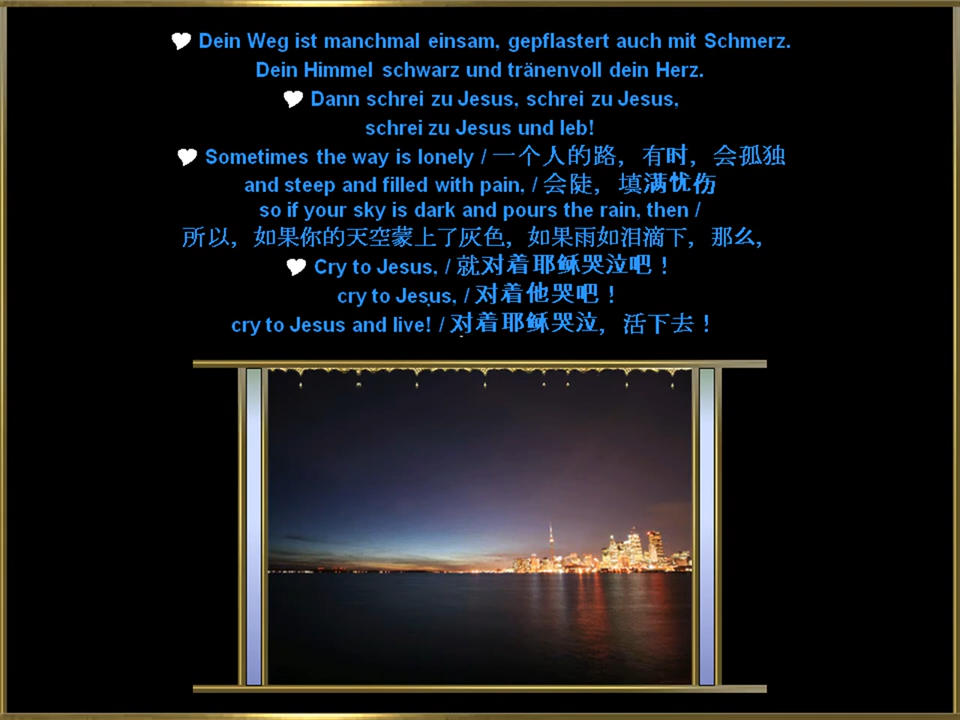 Dein Weg ist manchmal einsam, gepflastert auch mit Schmerz.
Dein Himmel schwarz und tränenvoll dein Herz.
Dann schrei zu Jesus, schrei zu Jesus,
schrei zu Jesus und leb!
Sometimes the way is lonely / 一个人的路，有时，会孤独
and steep and filled with pain, / 会陡，填满忧伤
so if your sky is dark and pours the rain, then /
所以，如果你的天空蒙上了灰色，如果雨如泪滴下，那么，
Cry to Jesus, / 就对着耶稣哭泣吧！
cry to Jesus, / 对着他哭吧！
cry to Jesus and live! / 对着耶稣哭泣，活下去！